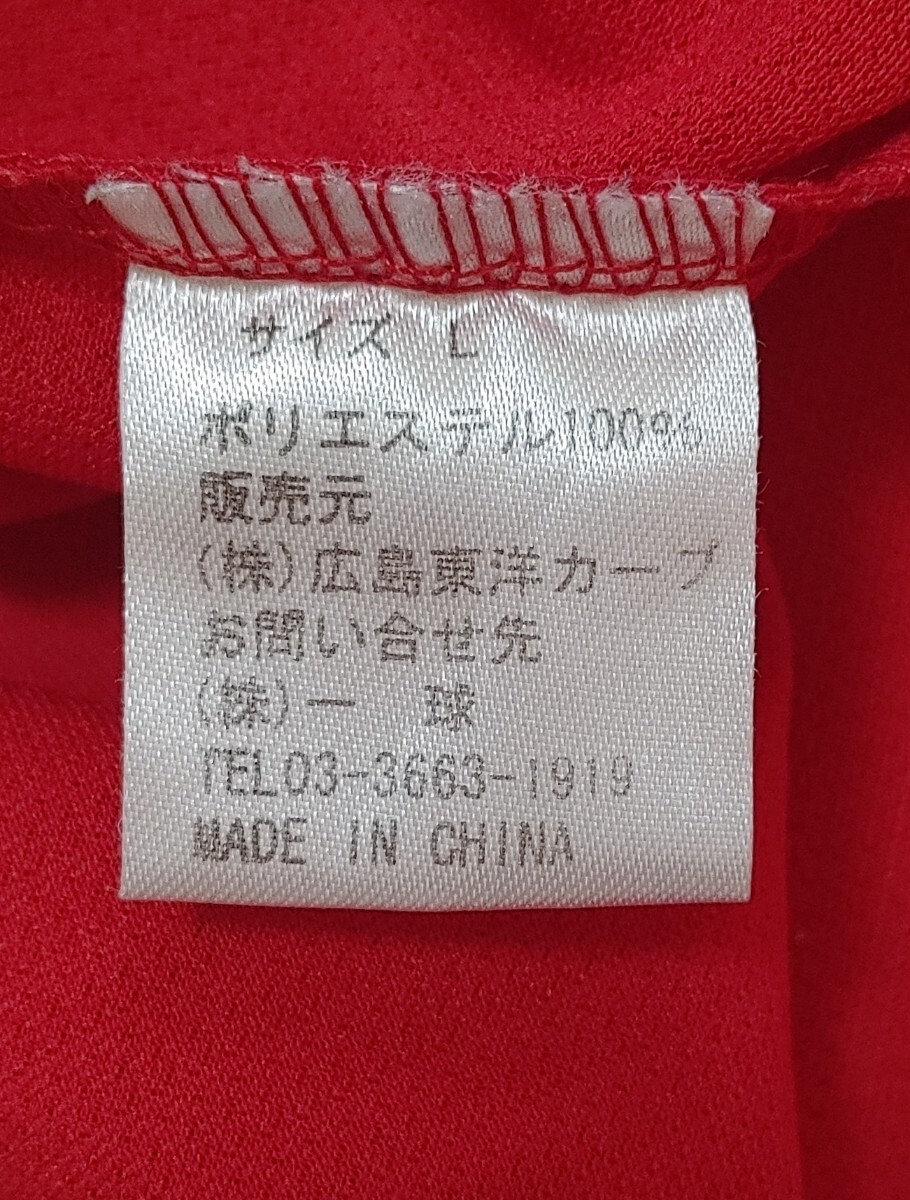 サイズ L
ポリエステル100%
販売元
(株)広島東洋カープ
お問い合せ先
(株)一 球
TEL03-3663-1919
MADE IN CHINA